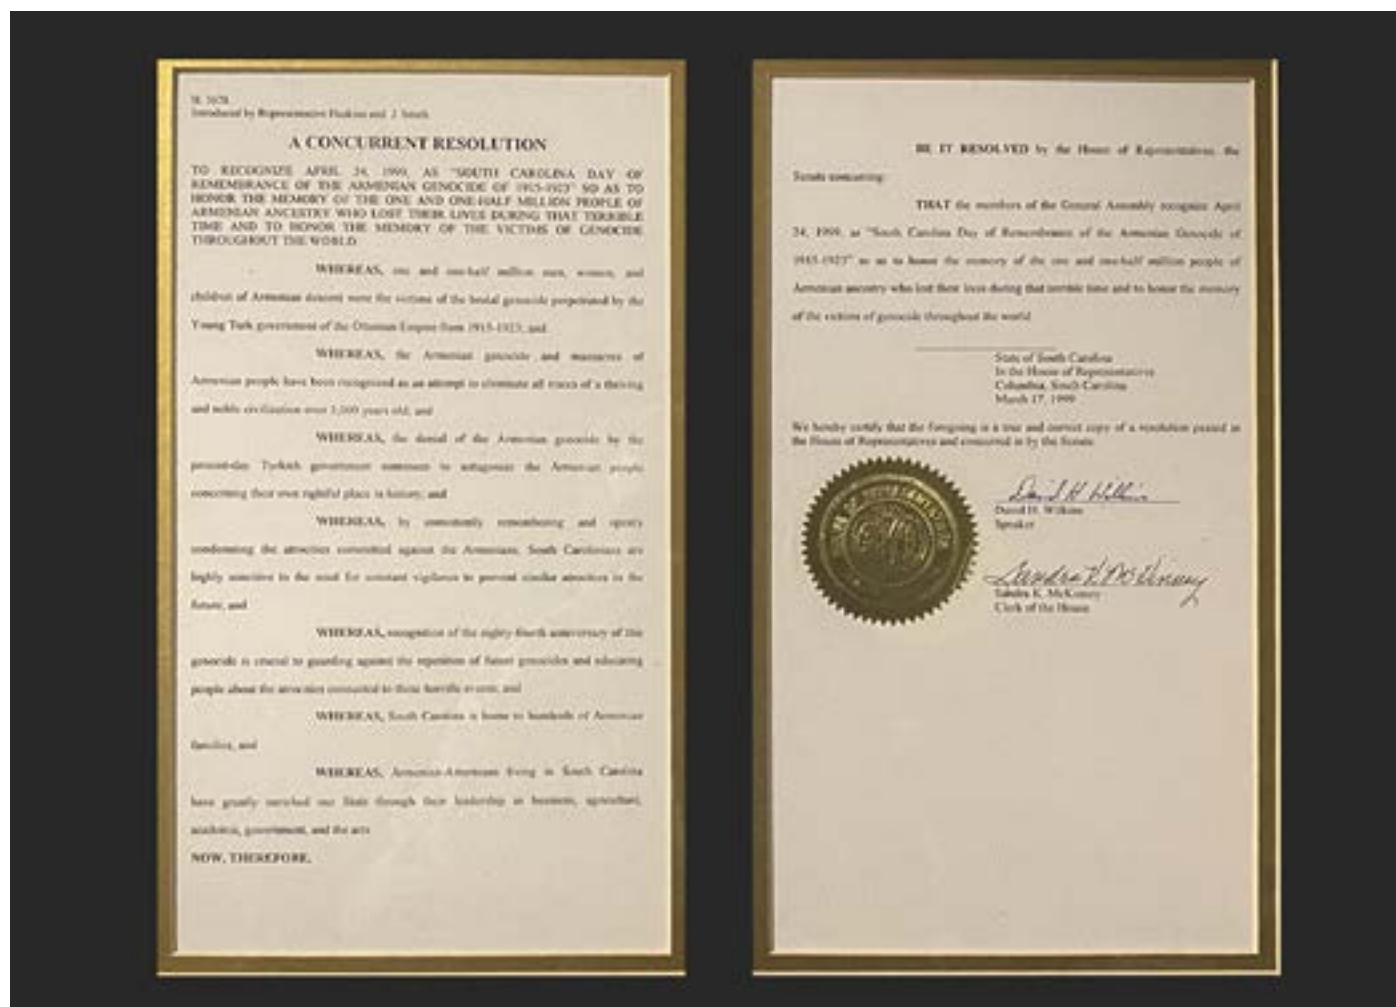 Introduced by Representative Haskins and J. Smith
A CONCURRENT RESOLUTION
TO RECOGNIZE APRIL 24, 1999, AS "SOUTH CAROLINA DAY OF
REMEMBRANCE OF THE ARMENIAN GENOCIDE OF 1915-1923" SO AS TO
HONOR THE MEMORY OF THE ONE AND ONE-HALF MILLION PEOPLE OF
ARMENIAN ANCESTRY WHO LOST THEIR LIVES DURING THAT TERRIBLE
TIME AND TO HONOR THE MEMORY OF THE VICTIMS OF GENOCIDE
THROUGHOUT THE WORLD.
WHEREAS, one and one-half million men, women, and
children of Armenian descent were the victims of the brutal genocide perpetrated by the
Young Turk government of the Ottoman Empire from 1915-1923; and
WHEREAS, the Armenian genocide and massacres of
Armenian people have been recognized as an attempt to eliminate all traces of a thriving
and noble civilization over 3,000 years old; and
WHEREAS, the denial of the Armenian genocide by the
present-day Turkish government continues to antagonize the Armenian people
concerning their own rightful place in history; and
WHEREAS, by consistently remembering and openly
condemning the atrocities committed against the Armenians, South Carolinians are
highly sensitive to the need for constant vigilance to prevent similar atrocities in the
future; and
WHEREAS, recognition of the eighty-fourth anniversary of this
genocide is crucial to guarding against the repetition of future genocides and educating
people about the atrocities connected to these horrific events; and
WHEREAS, South Carolina is home to hundreds of Armenian
families; and
WHEREAS, Armenian-Americans living in South Carolina
have greatly enriched our State through their leadership in business, agriculture,
academia, government, and the arts.
NOW, THEREFORE,
BE IT RESOLVED by the House of Representatives, the
Senate concurring:
THAT the members of the General Assembly recognize April
24, 1999, as "South Carolina Day of Remembrance of the Armenian Genocide of
1915-1923" so as to honor the memory of the one and one-half million people of
Armenian ancestry who lost their lives during that terrible time and to honor the memory
of the victims of genocide throughout the world.
State of South Carolina
In the House of Representatives
Columbia, South Carolina
March 17, 1999
We hereby certify that the foregoing is a true and correct copy of a resolution passed in
the House of Representatives and concurred in by the Senate.
David H Wilkins
David H. Wilkins
Speaker
Sandra K. McKinney
Sandra K. McKinney
Clerk of the House